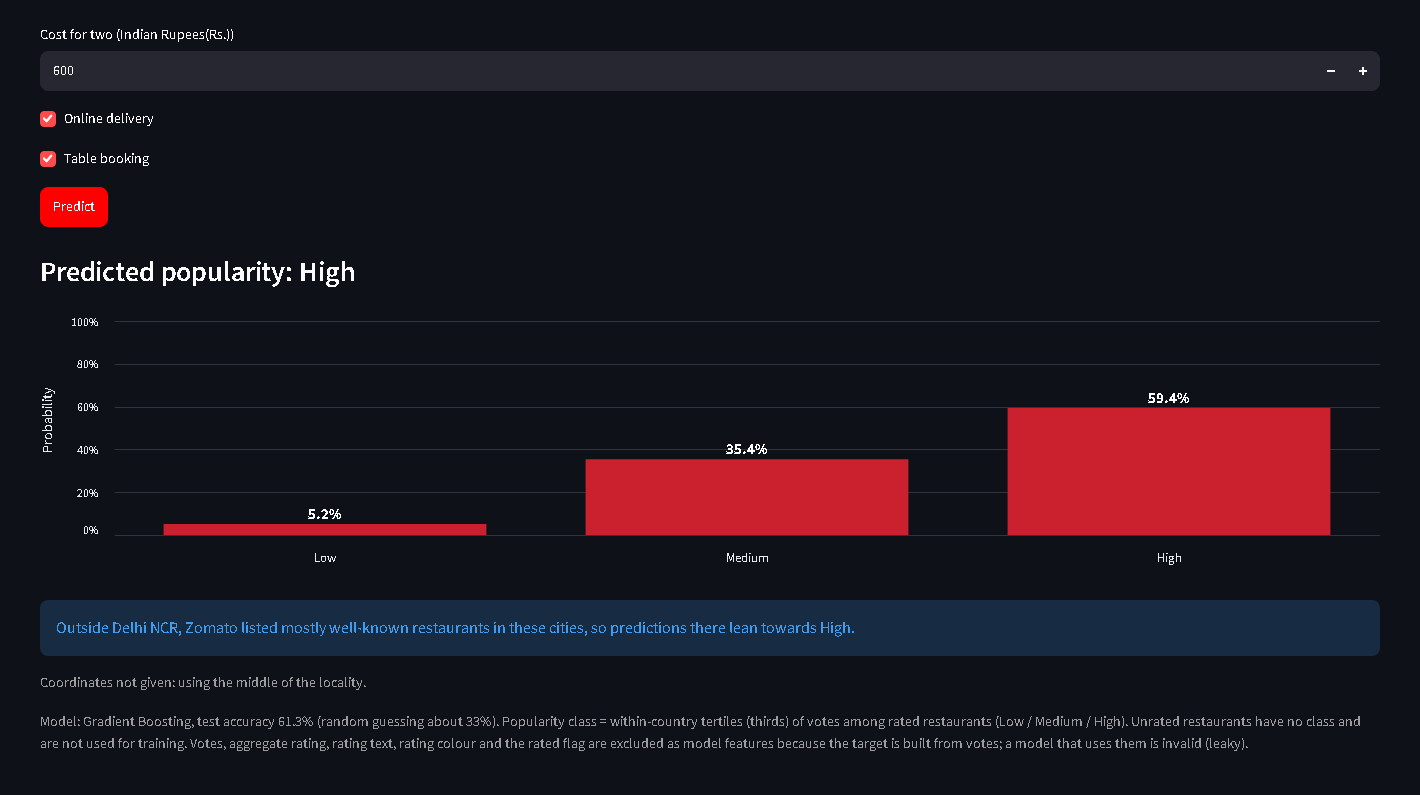 Cost for two (Indian Rupees(Rs.))
600
Online delivery
Table booking
Predict
Predicted popularity: High
100%
80%
60%
40%
20%
0%
Probability
5.2%
35.4%
59.4%
Low
Medium
High
Outside Delhi NCR, Zomato listed mostly well-known restaurants in these cities, so predictions there lean towards High.
Coordinates not given: using the middle of the locality.
Model: Gradient Boosting, test accuracy 61.3% (random guessing about 33%). Popularity class = within-country tertiles (thirds) of votes among rated restaurants (Low / Medium / High). Unrated restaurants have no class and
are not used for training. Votes, aggregate rating, rating text, rating colour and the rated flag are excluded as model features because the target is built from votes; a model that uses them is invalid (leaky).